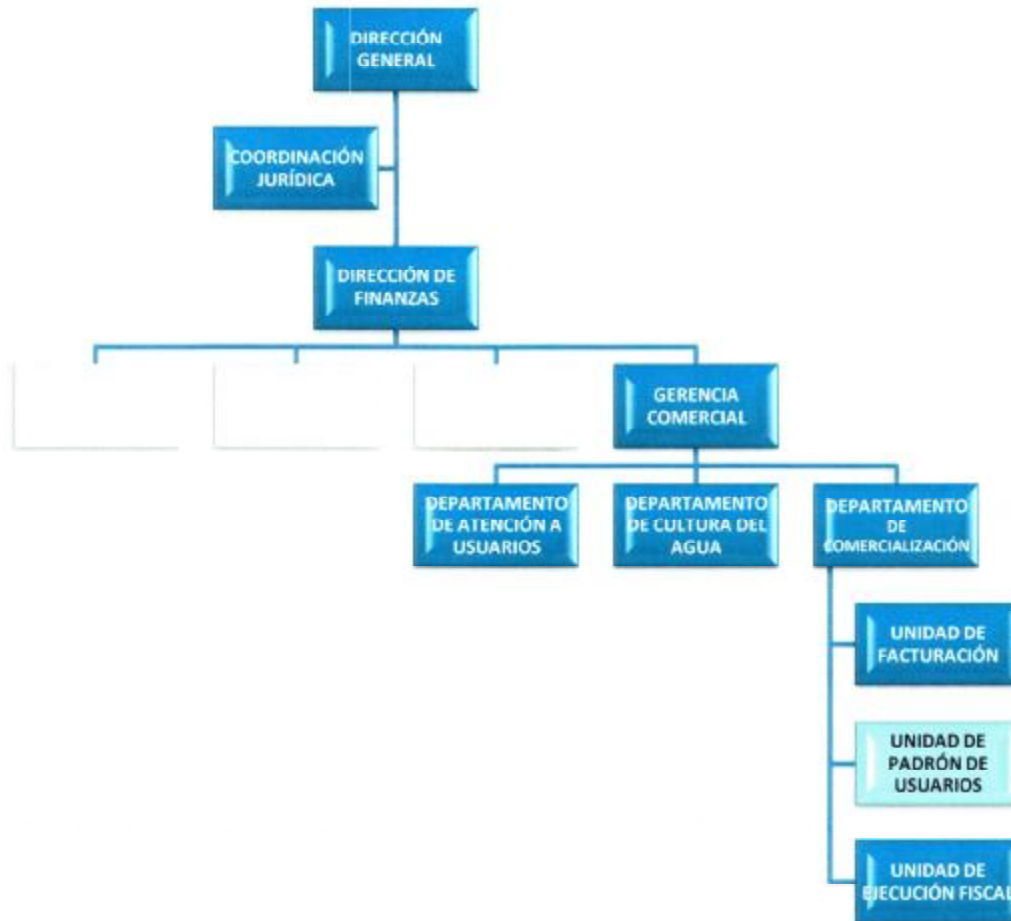 DIRECCIÓN
GENERAL
COORDINACIÓN
JURÍDICA
DIRECCIÓN DE
FINANZAS
GERENCIA
COMERCIAL
DEPARTAMENTO
DE ATENCIÓN A
USUARIOS
DEPARTAMENTO
DE CULTURA DEL
AGUA
DEPARTAMENTO
DE
COMERCIALIZACIÓN
UNIDAD DE
FACTURACIÓN
UNIDAD DE
PADRÓN DE
USUARIOS
UNIDAD DE
EJECUCIÓN FISCAL